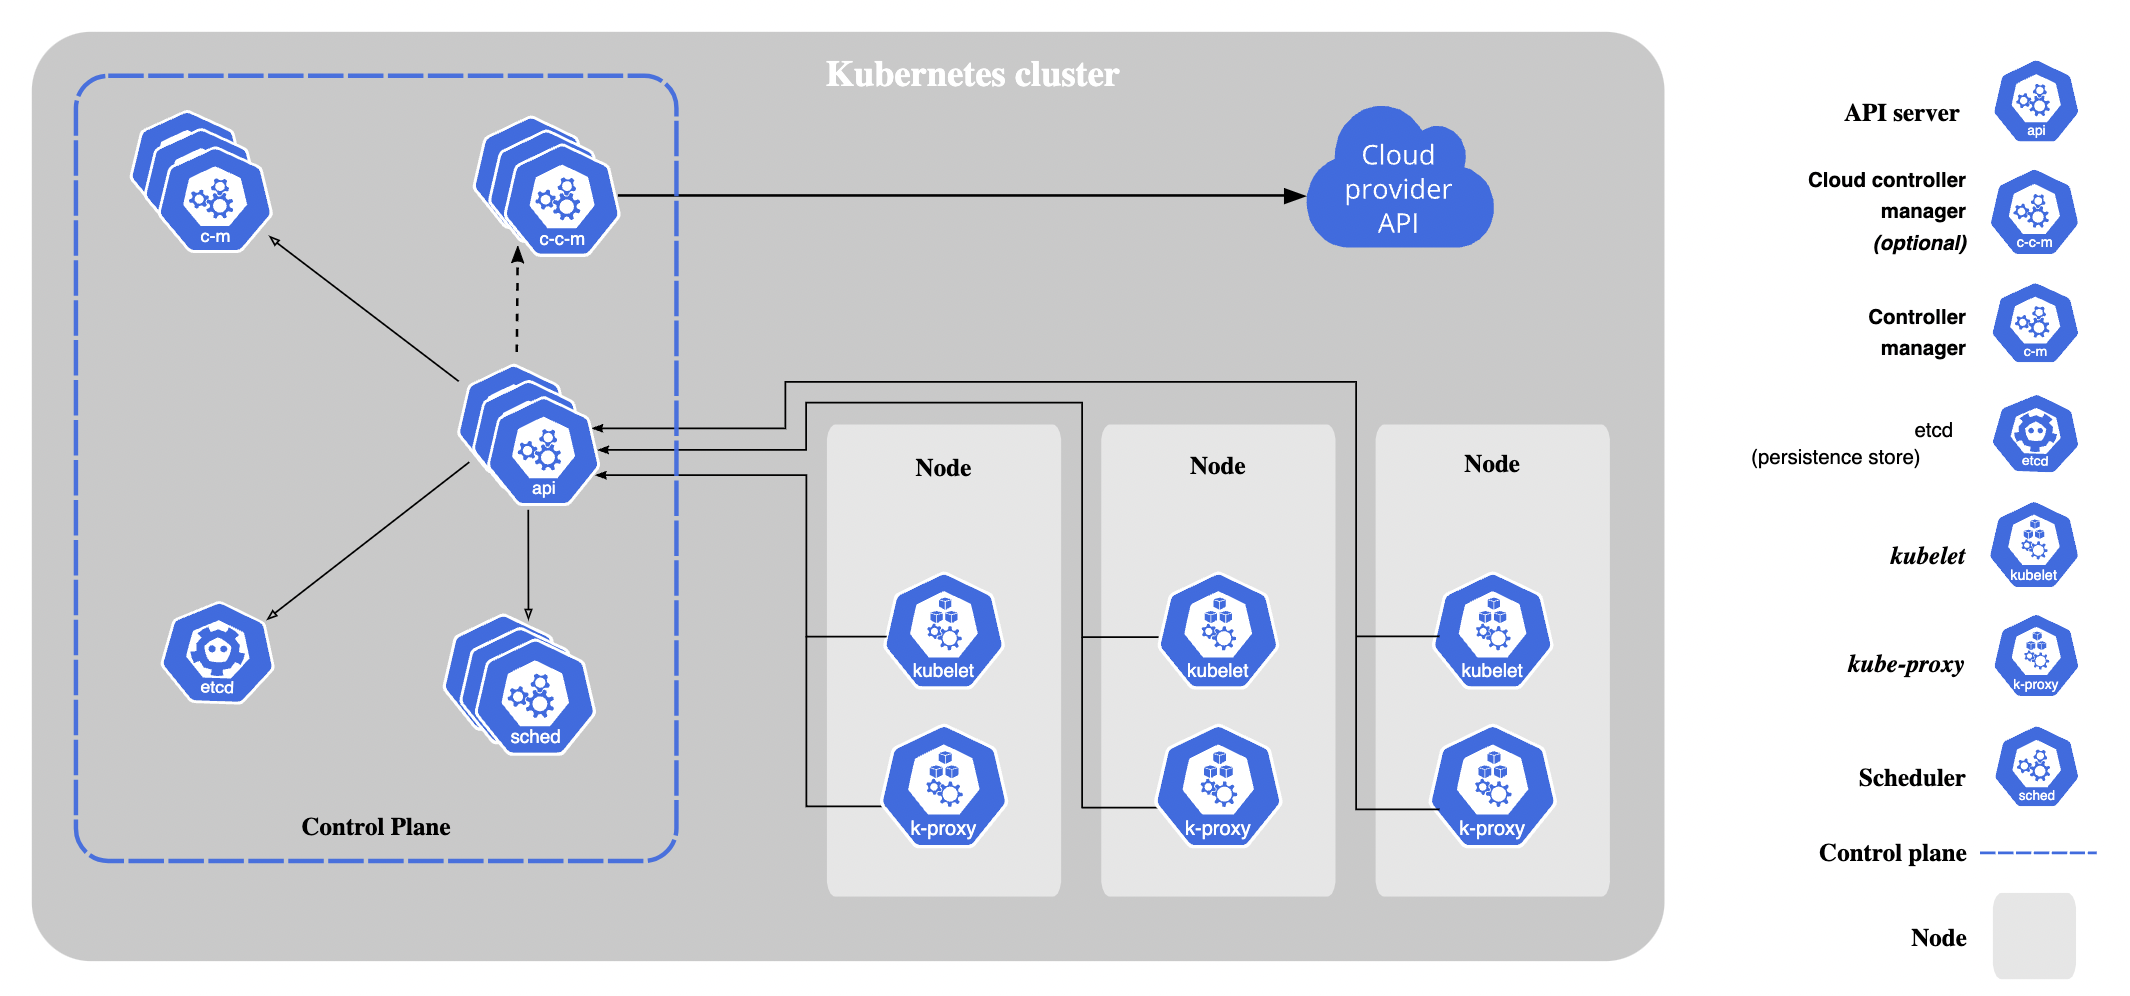 Kubernetes cluster
c-m
c-c-m
Cloud
provider
API
api
etcd
sched
Control Plane
Node
kubelet
k-proxy
Node
kubelet
k-proxy
Node
kubelet
k-proxy
API server
api
Cloud controller
manager
(optional)
c-c-m
Controller
manager
c-m
etcd
(persistence store)
etcd
kubelet
kubelet
kube-proxy
k-proxy
Scheduler
sched
Control plane
Node